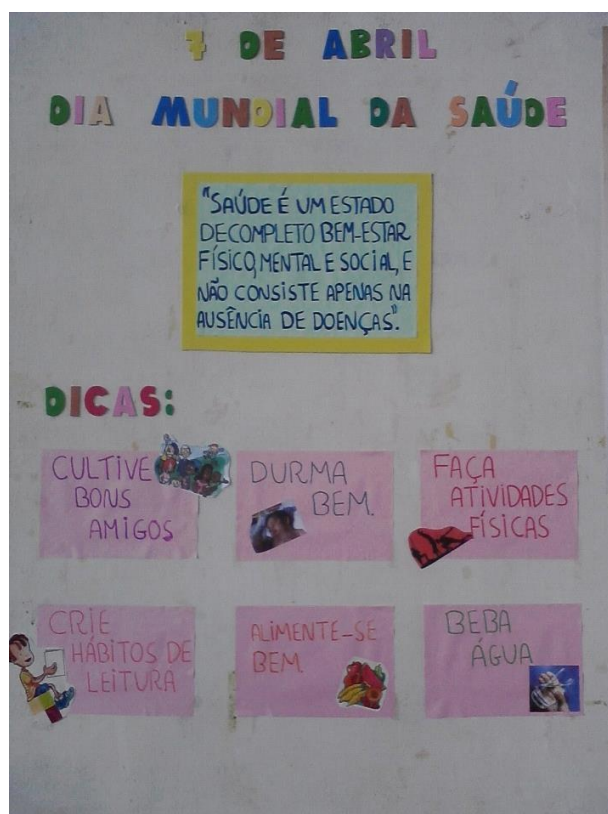 7 DE ABRIL
DIA MUNDIAL DA SAÚDE
"SAÚDE É UM ESTADO
DE COMPLETO BEM-ESTAR
FÍSICO, MENTAL E SOCIAL, E
NÃO CONSISTE APENAS NA
AUSÊNCIA DE DOENÇAS".
DICAS:
CULTIVE
BONS
AMIGOS
DURMA
BEM.
FAÇA
ATIVIDADES
FÍSICAS
CRIE
HÁBITOS DE
LEITURA
ALIMENTE-SE
BEM.
BEBA
ÁGUA